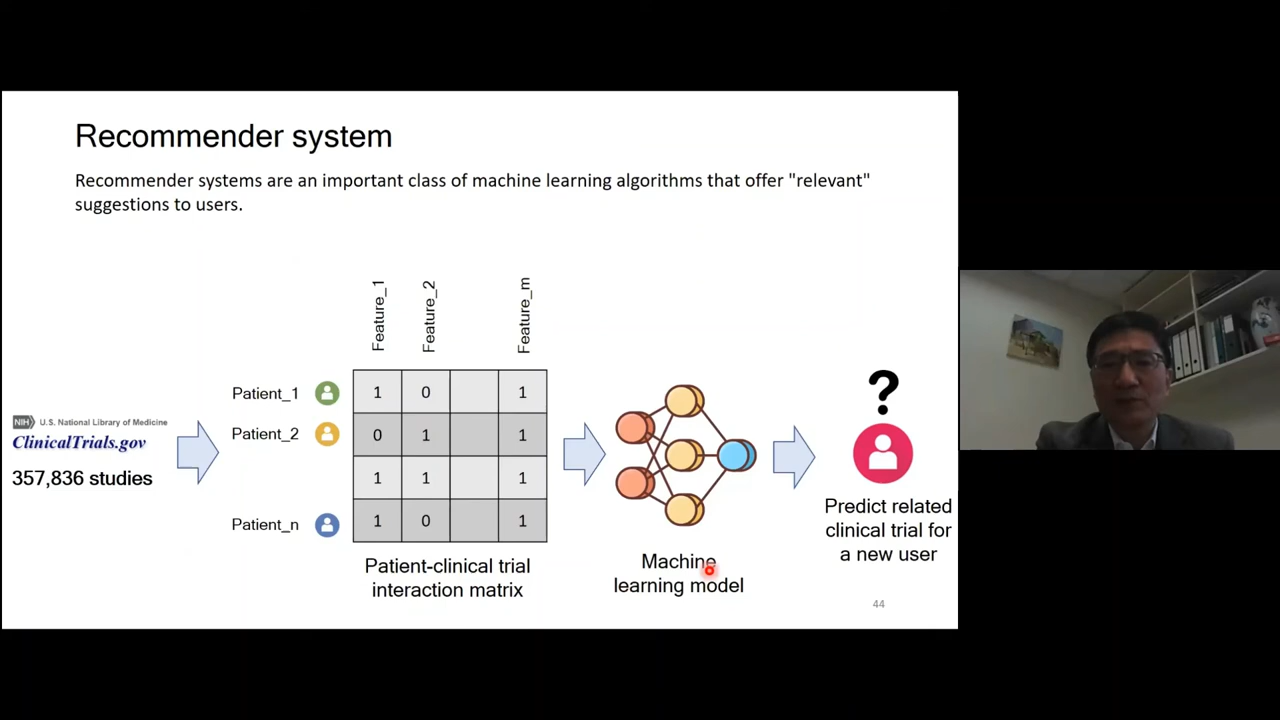 Recommender system
Recommender systems are an important class of machine learning algorithms that offer "relevant"
suggestions to users.
Feature_1
Feature_2
Feature_m
Patient_1
1 0 1
Patient_2
0 1 1
1 1 1
Patient_n
1 0 1
NIH U.S. National Library of Medicine
ClinicalTrials.gov
357,836 studies
Patient-clinical trial
interaction matrix
Machine
learning model
?
Predict related
clinical trial for
a new user
44